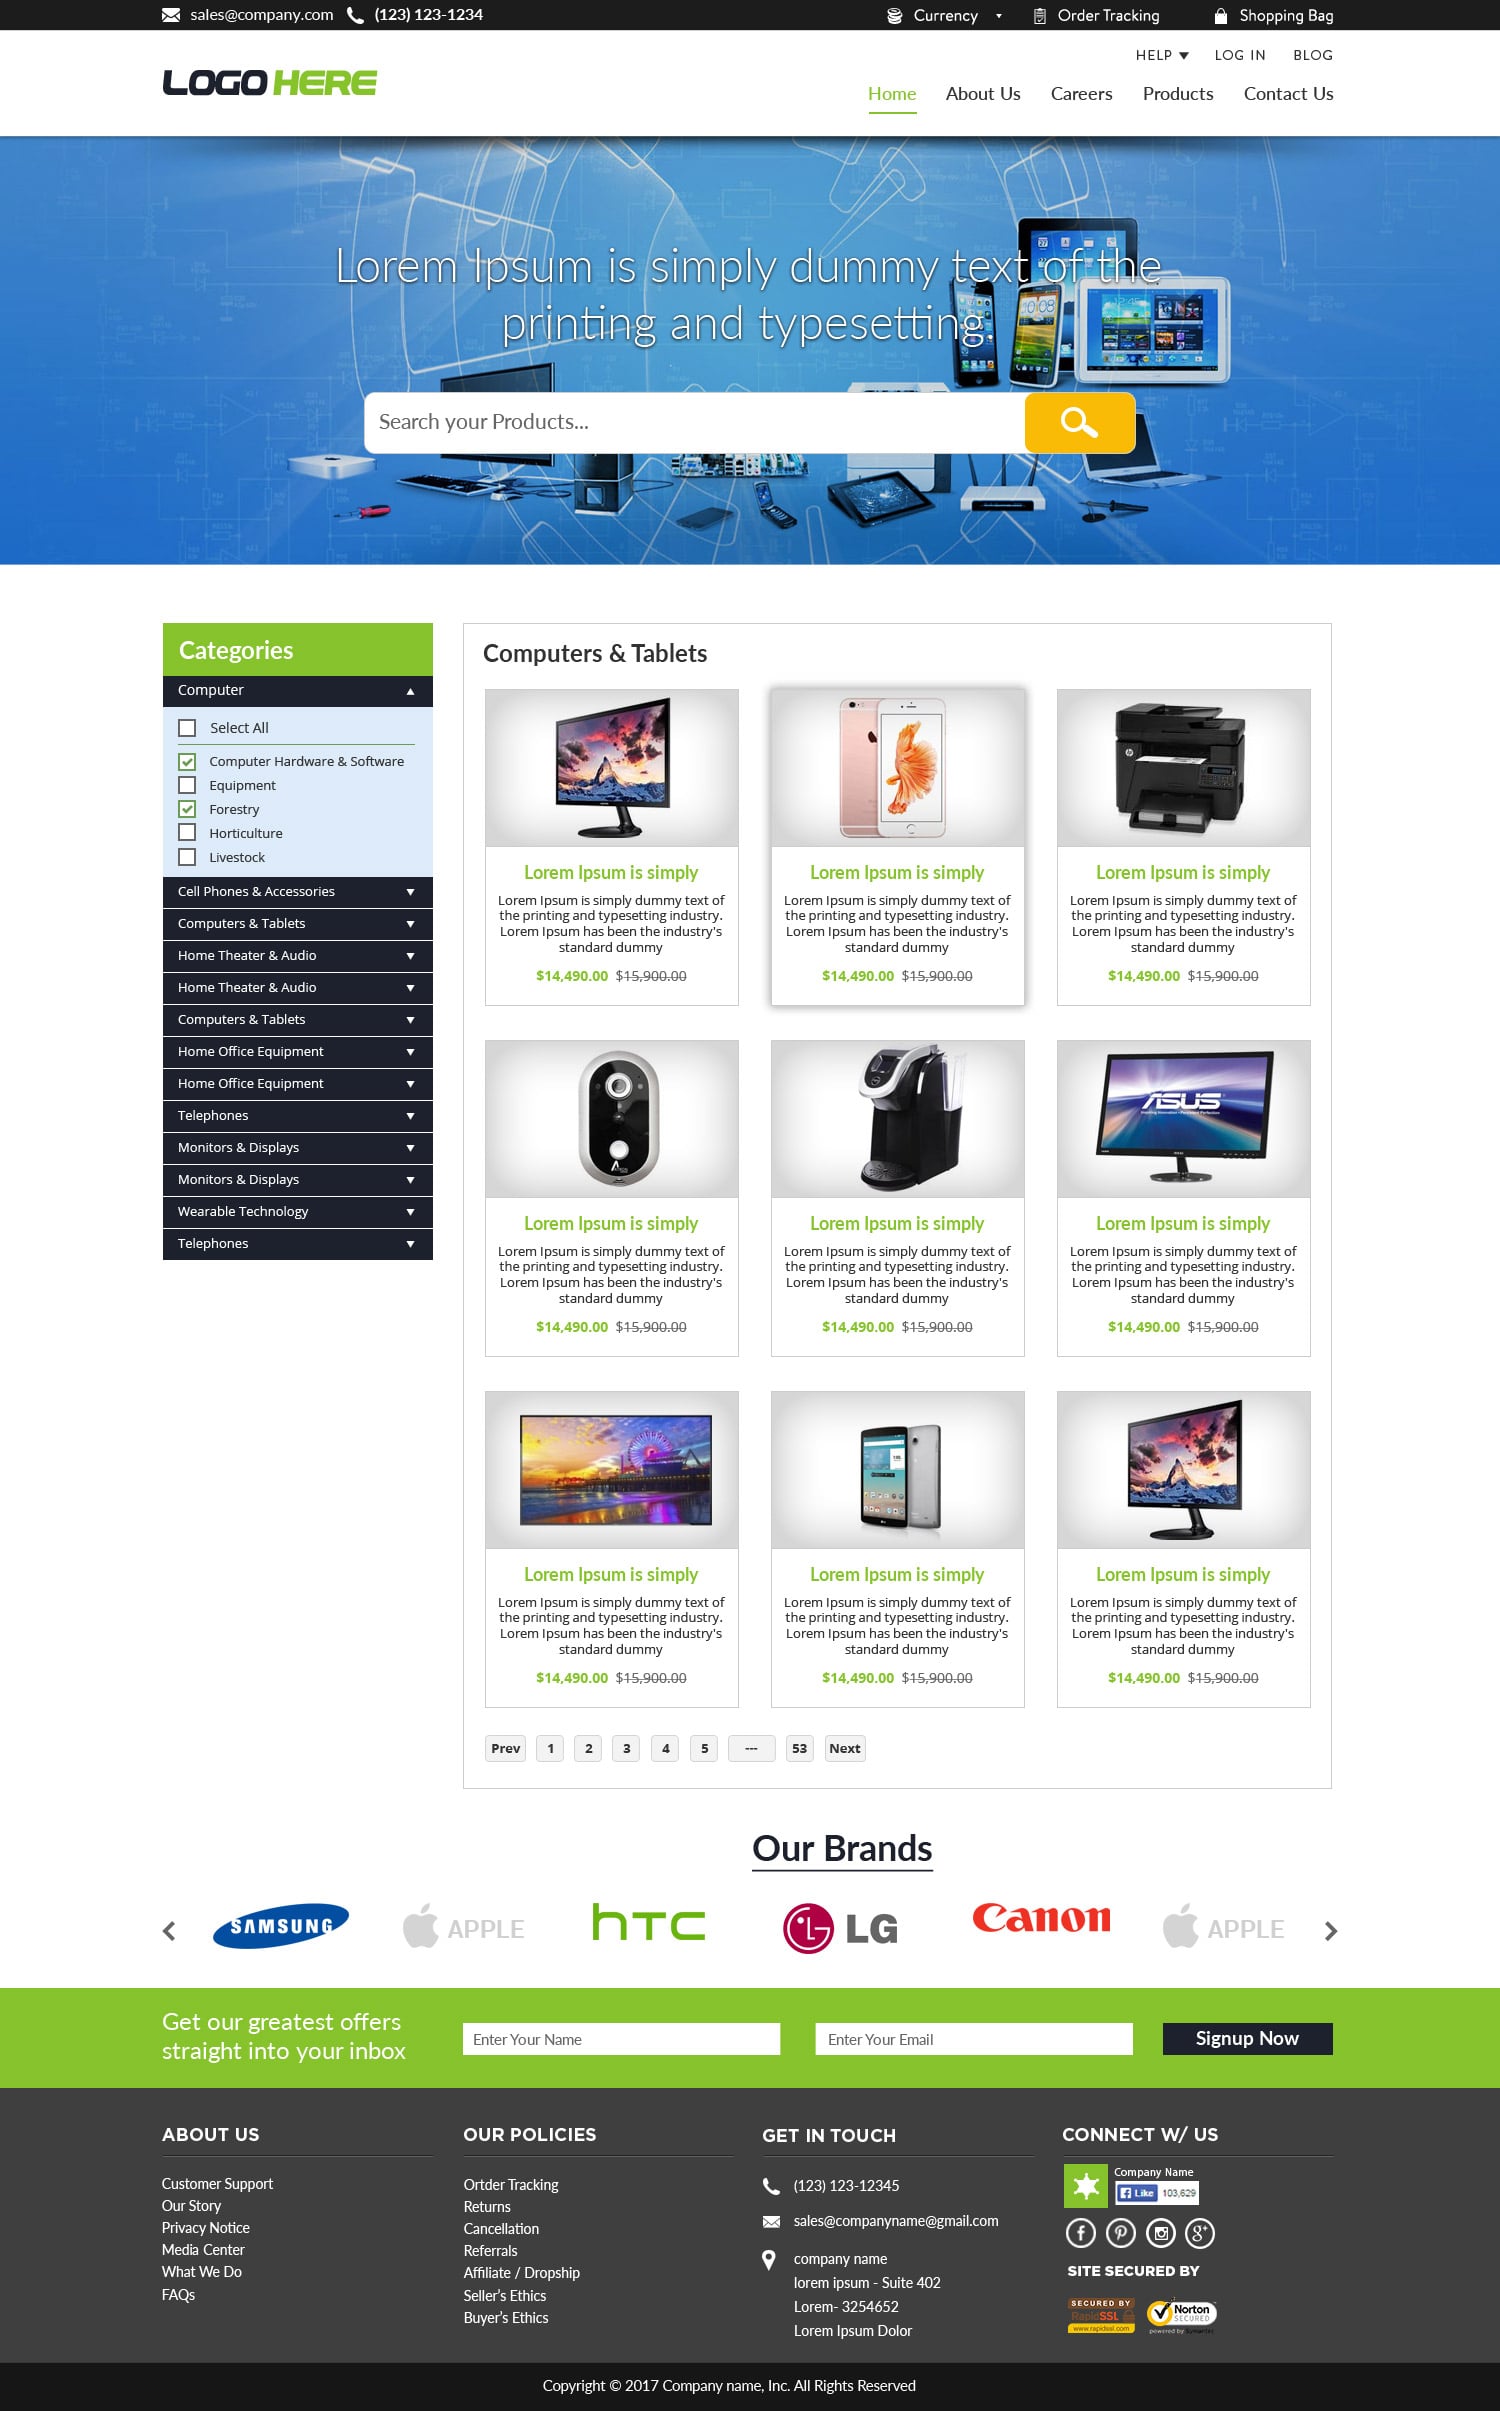 sales@company.com (123) 123-1234 Currency Order Tracking Shopping Bag
HELP LOG IN BLOG
LOGO HERE
Home About Us Careers Products Contact Us
Lorem Ipsum is simply dummy text of the
printing and typesetting.
Search your Products...
Categories
Computer
Select All
Computer Hardware & Software
Equipment
Forestry
Horticulture
Livestock
Cell Phones & Accessories
Computers & Tablets
Home Theater & Audio
Home Theater & Audio
Computers & Tablets
Home Office Equipment
Home Office Equipment
Telephones
Monitors & Displays
Monitors & Displays
Wearable Technology
Telephones
Computers & Tablets
Lorem Ipsum is simply
Lorem Ipsum is simply dummy text of
the printing and typesetting industry.
Lorem Ipsum has been the industry's
standard dummy
$14,490.00 $15,900.00
Lorem Ipsum is simply
Lorem Ipsum is simply dummy text of
the printing and typesetting industry.
Lorem Ipsum has been the industry's
standard dummy
$14,490.00 $15,900.00
hp
Lorem Ipsum is simply
Lorem Ipsum is simply dummy text of
the printing and typesetting industry.
Lorem Ipsum has been the industry's
standard dummy
$14,490.00 $15,900.00
Lorem Ipsum is simply
Lorem Ipsum is simply dummy text of
the printing and typesetting industry.
Lorem Ipsum has been the industry's
standard dummy
$14,490.00 $15,900.00
Lorem Ipsum is simply
Lorem Ipsum is simply dummy text of
the printing and typesetting industry.
Lorem Ipsum has been the industry's
standard dummy
$14,490.00 $15,900.00
ASUS
Lorem Ipsum is simply
Lorem Ipsum is simply dummy text of
the printing and typesetting industry.
Lorem Ipsum has been the industry's
standard dummy
$14,490.00 $15,900.00
Lorem Ipsum is simply
Lorem Ipsum is simply dummy text of
the printing and typesetting industry.
Lorem Ipsum has been the industry's
standard dummy
$14,490.00 $15,900.00
Lorem Ipsum is simply
Lorem Ipsum is simply dummy text of
the printing and typesetting industry.
Lorem Ipsum has been the industry's
standard dummy
$14,490.00 $15,900.00
Lorem Ipsum is simply
Lorem Ipsum is simply dummy text of
the printing and typesetting industry.
Lorem Ipsum has been the industry's
standard dummy
$14,490.00 $15,900.00
Prev 1 2 3 4 5 --- 53 Next
Our Brands
SAMSUNG APPLE hTC LG Canon APPLE
Get our greatest offers
straight into your inbox
Enter Your Name Enter Your Email Signup Now
ABOUT US
Customer Support
Our Story
Privacy Notice
Media Center
What We Do
FAQs
OUR POLICIES
Ortder Tracking
Returns
Cancellation
Referrals
Affiliate / Dropship
Seller's Ethics
Buyer's Ethics
GET IN TOUCH
(123) 123-12345
sales@companyname@gmail.com
company name
lorem ipsum - Suite 402
Lorem- 3254652
Lorem Ipsum Dolor
CONNECT W/ US
Company Name
Like 103,629
SITE SECURED BY
SECURED BY
RapidSSL
www.rapidssl.com
Norton
SECURED
powered by Symantec
Copyright © 2017 Company name, Inc. All Rights Reserved